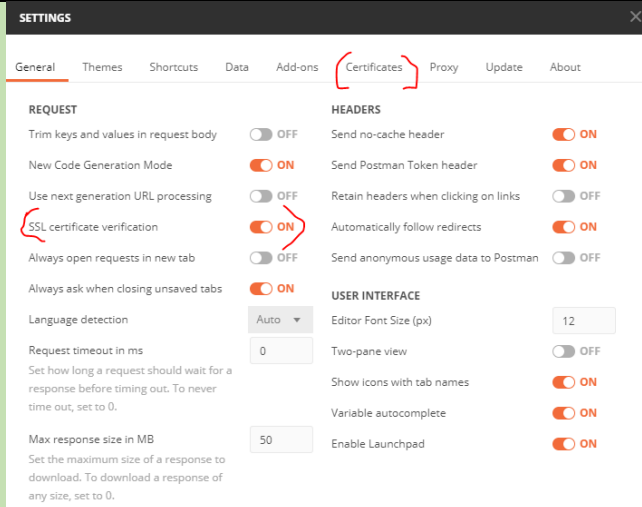 SETTINGS
General Themes Shortcuts Data Add-ons Certificates Proxy Update About
REQUEST
Trim keys and values in request body OFF
New Code Generation Mode ON
Use next generation URL processing OFF
SSL certificate verification ON
Always open requests in new tab OFF
Always ask when closing unsaved tabs ON
Language detection Auto
Request timeout in ms 0
Set how long a request should wait for a
response before timing out. To never
time out, set to 0.
Max response size in MB 50
Set the maximum size of a response to
download. To download a response of
any size, set to 0.
HEADERS
Send no-cache header ON
Send Postman Token header ON
Retain headers when clicking on links OFF
Automatically follow redirects ON
Send anonymous usage data to Postman OFF
USER INTERFACE
Editor Font Size (px) 12
Two-pane view OFF
Show icons with tab names ON
Variable autocomplete ON
Enable Launchpad ON